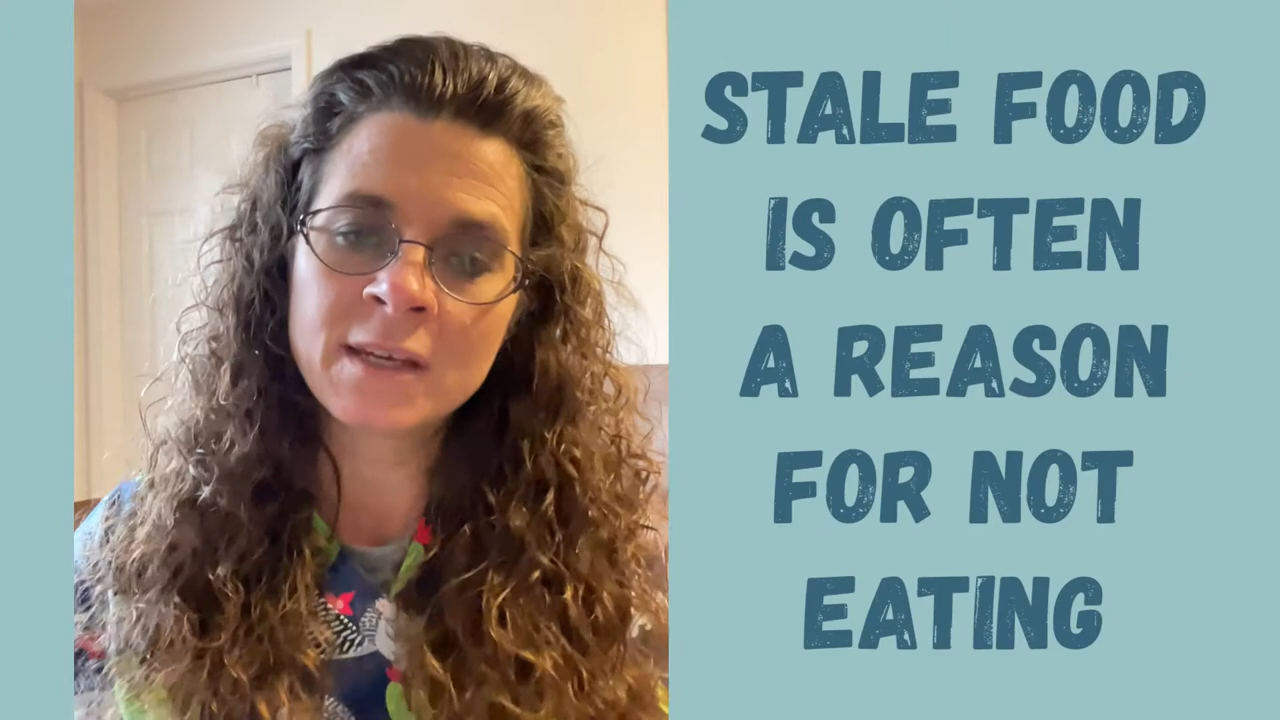 STALE FOOD
IS OFTEN
A REASON
FOR NOT
EATING